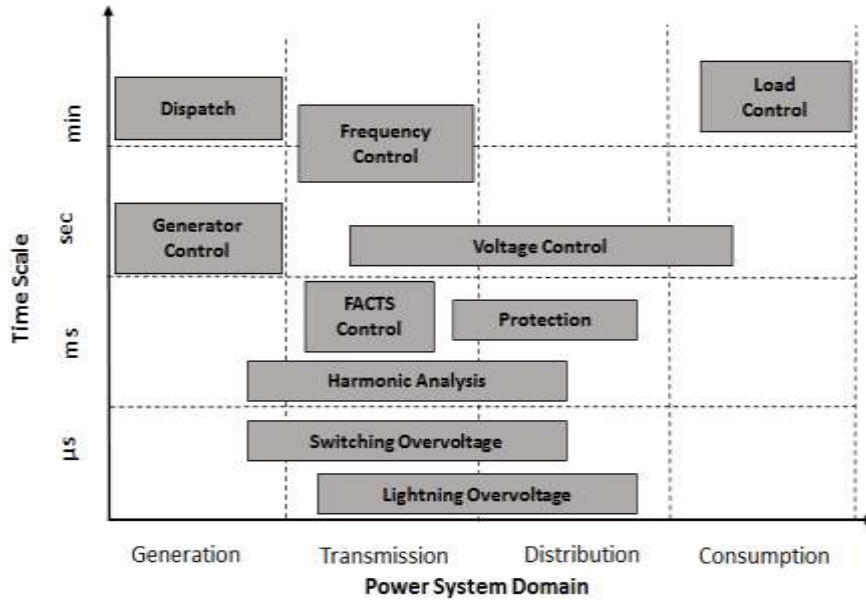 Time Scale
min
sec
ms
µs
Dispatch
Frequency
Control
Load
Control
Generator
Control
Voltage Control
FACTS
Control
Protection
Harmonic Analysis
Switching Overvoltage
Lightning Overvoltage
Generation
Transmission
Distribution
Consumption
Power System Domain